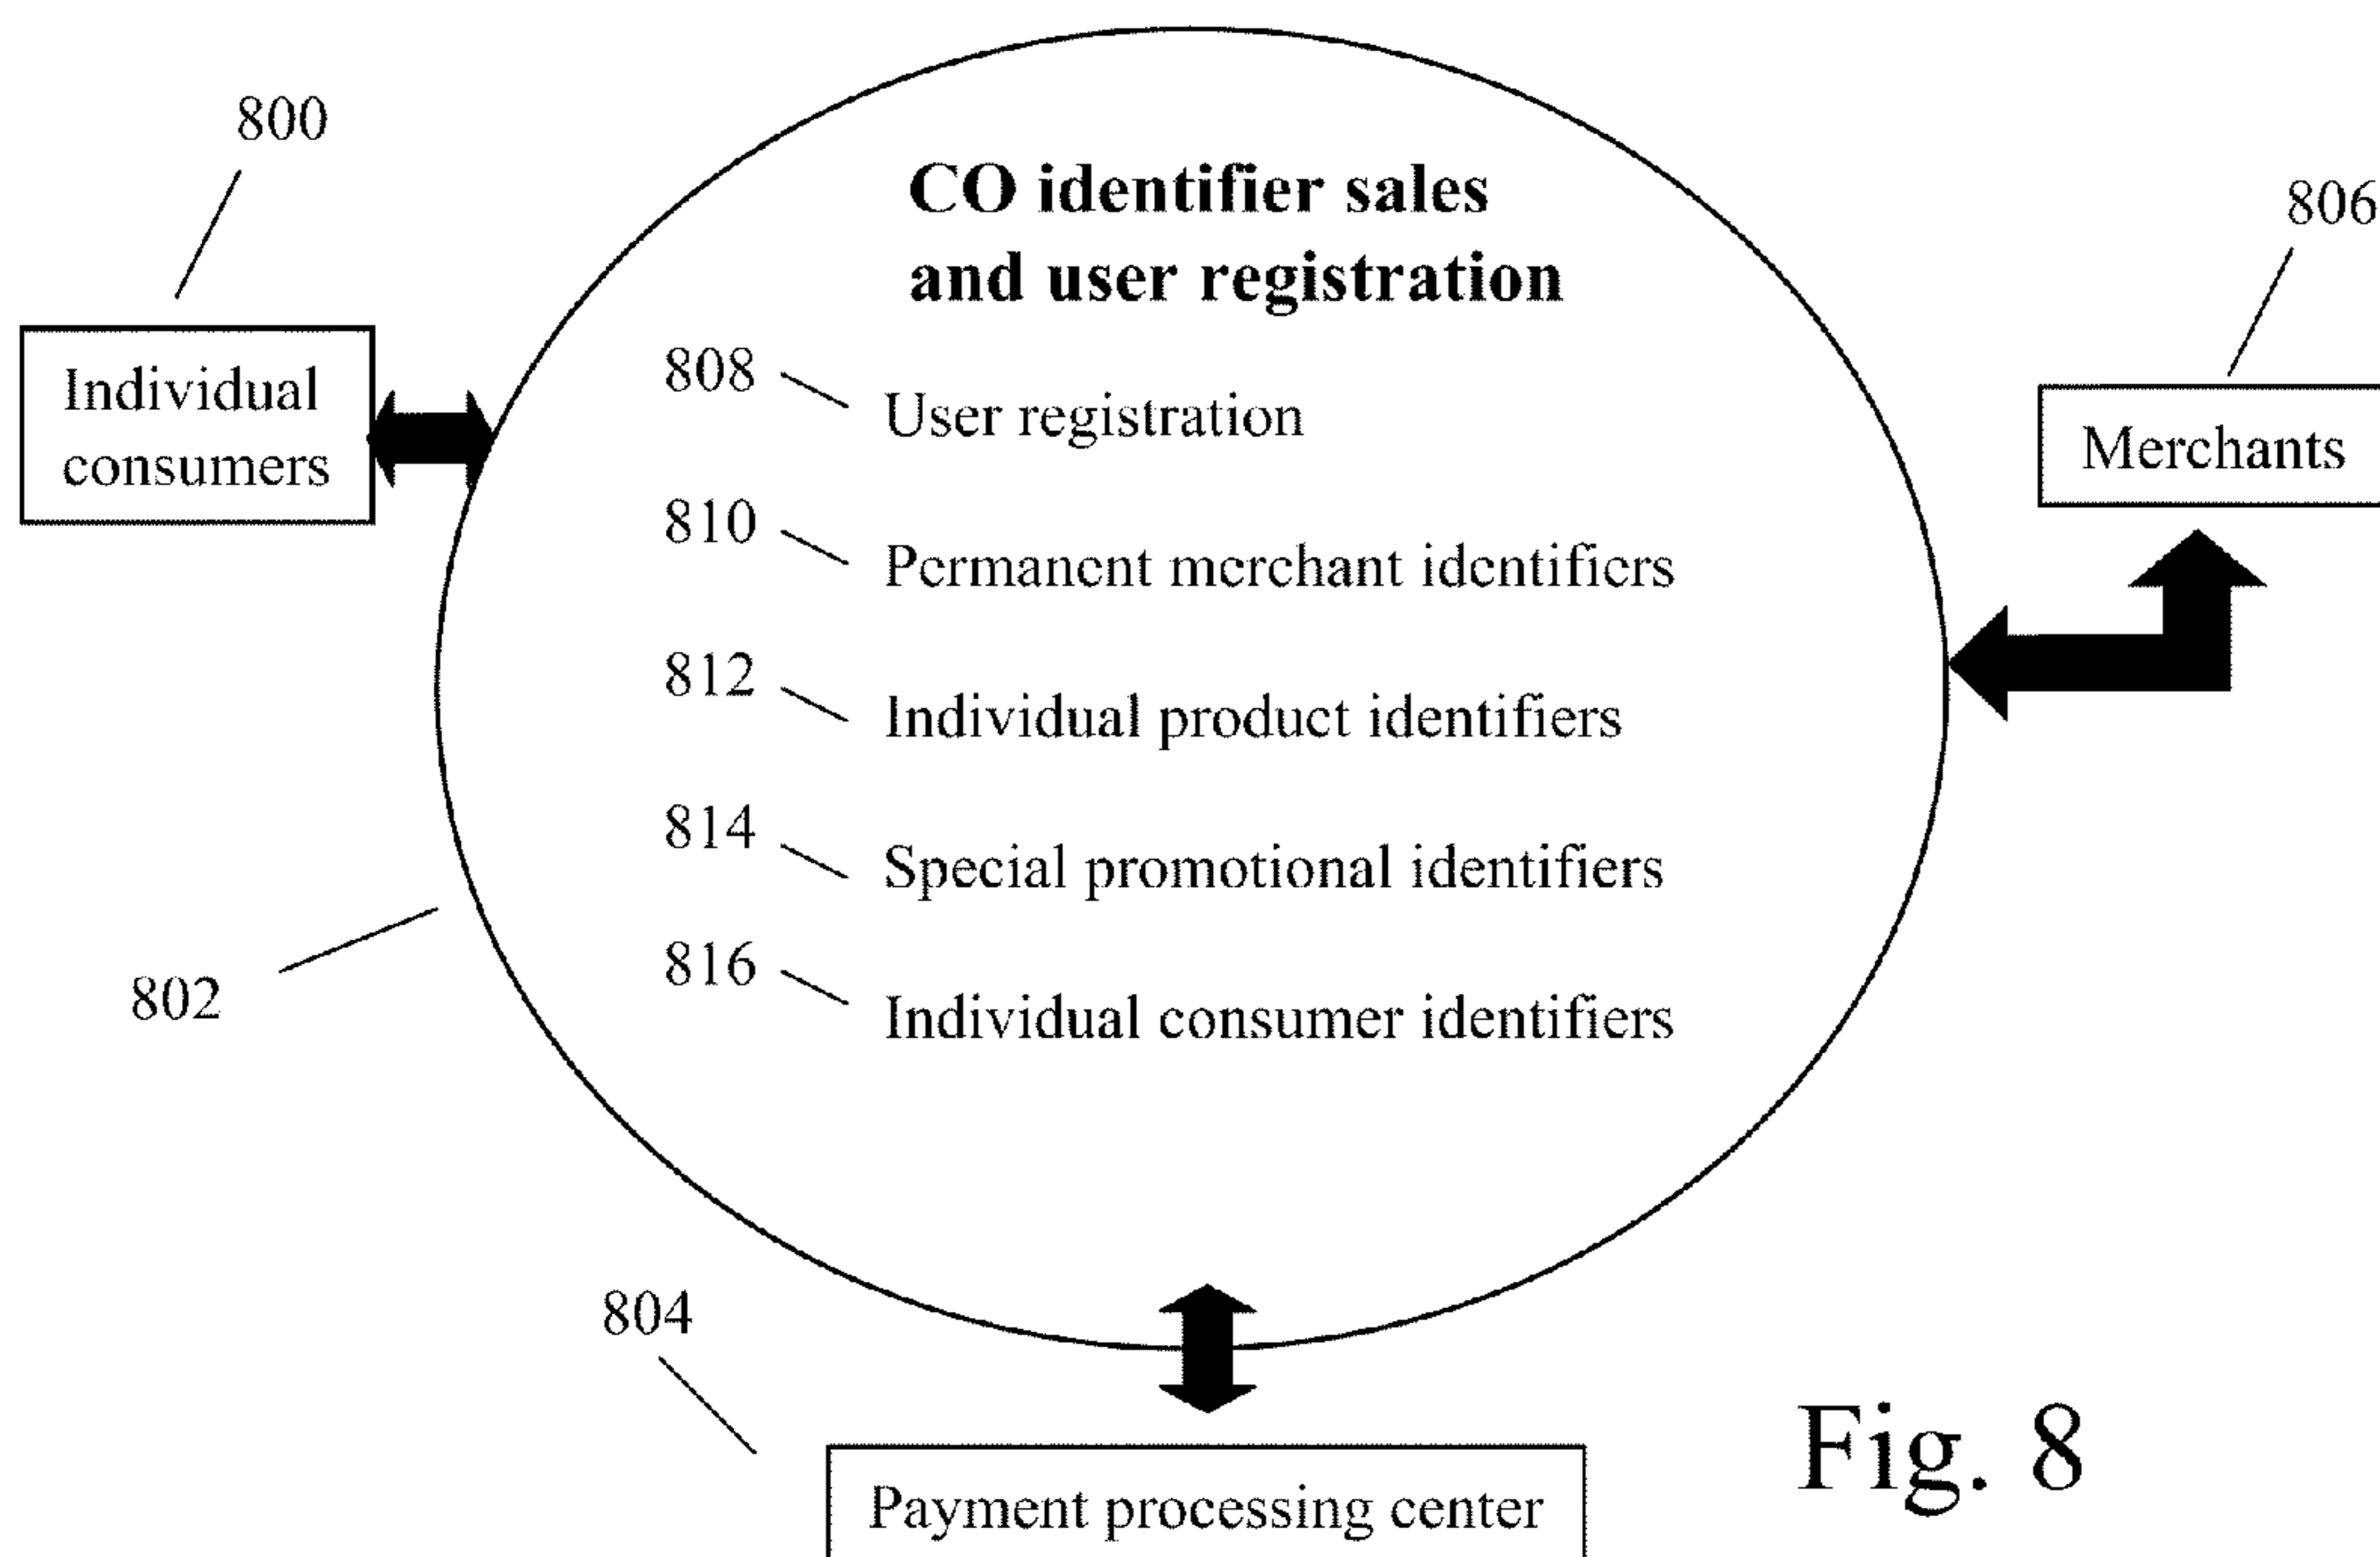 800
CO identifier sales
and user registration
806
Individual
consumers
808
User registration
Merchants
810
Permanent merchant identifiers
812
Individual product identifiers
814
Special promotional identifiers
816
Individual consumer identifiers
802
804
Payment processing center
Fig. 8